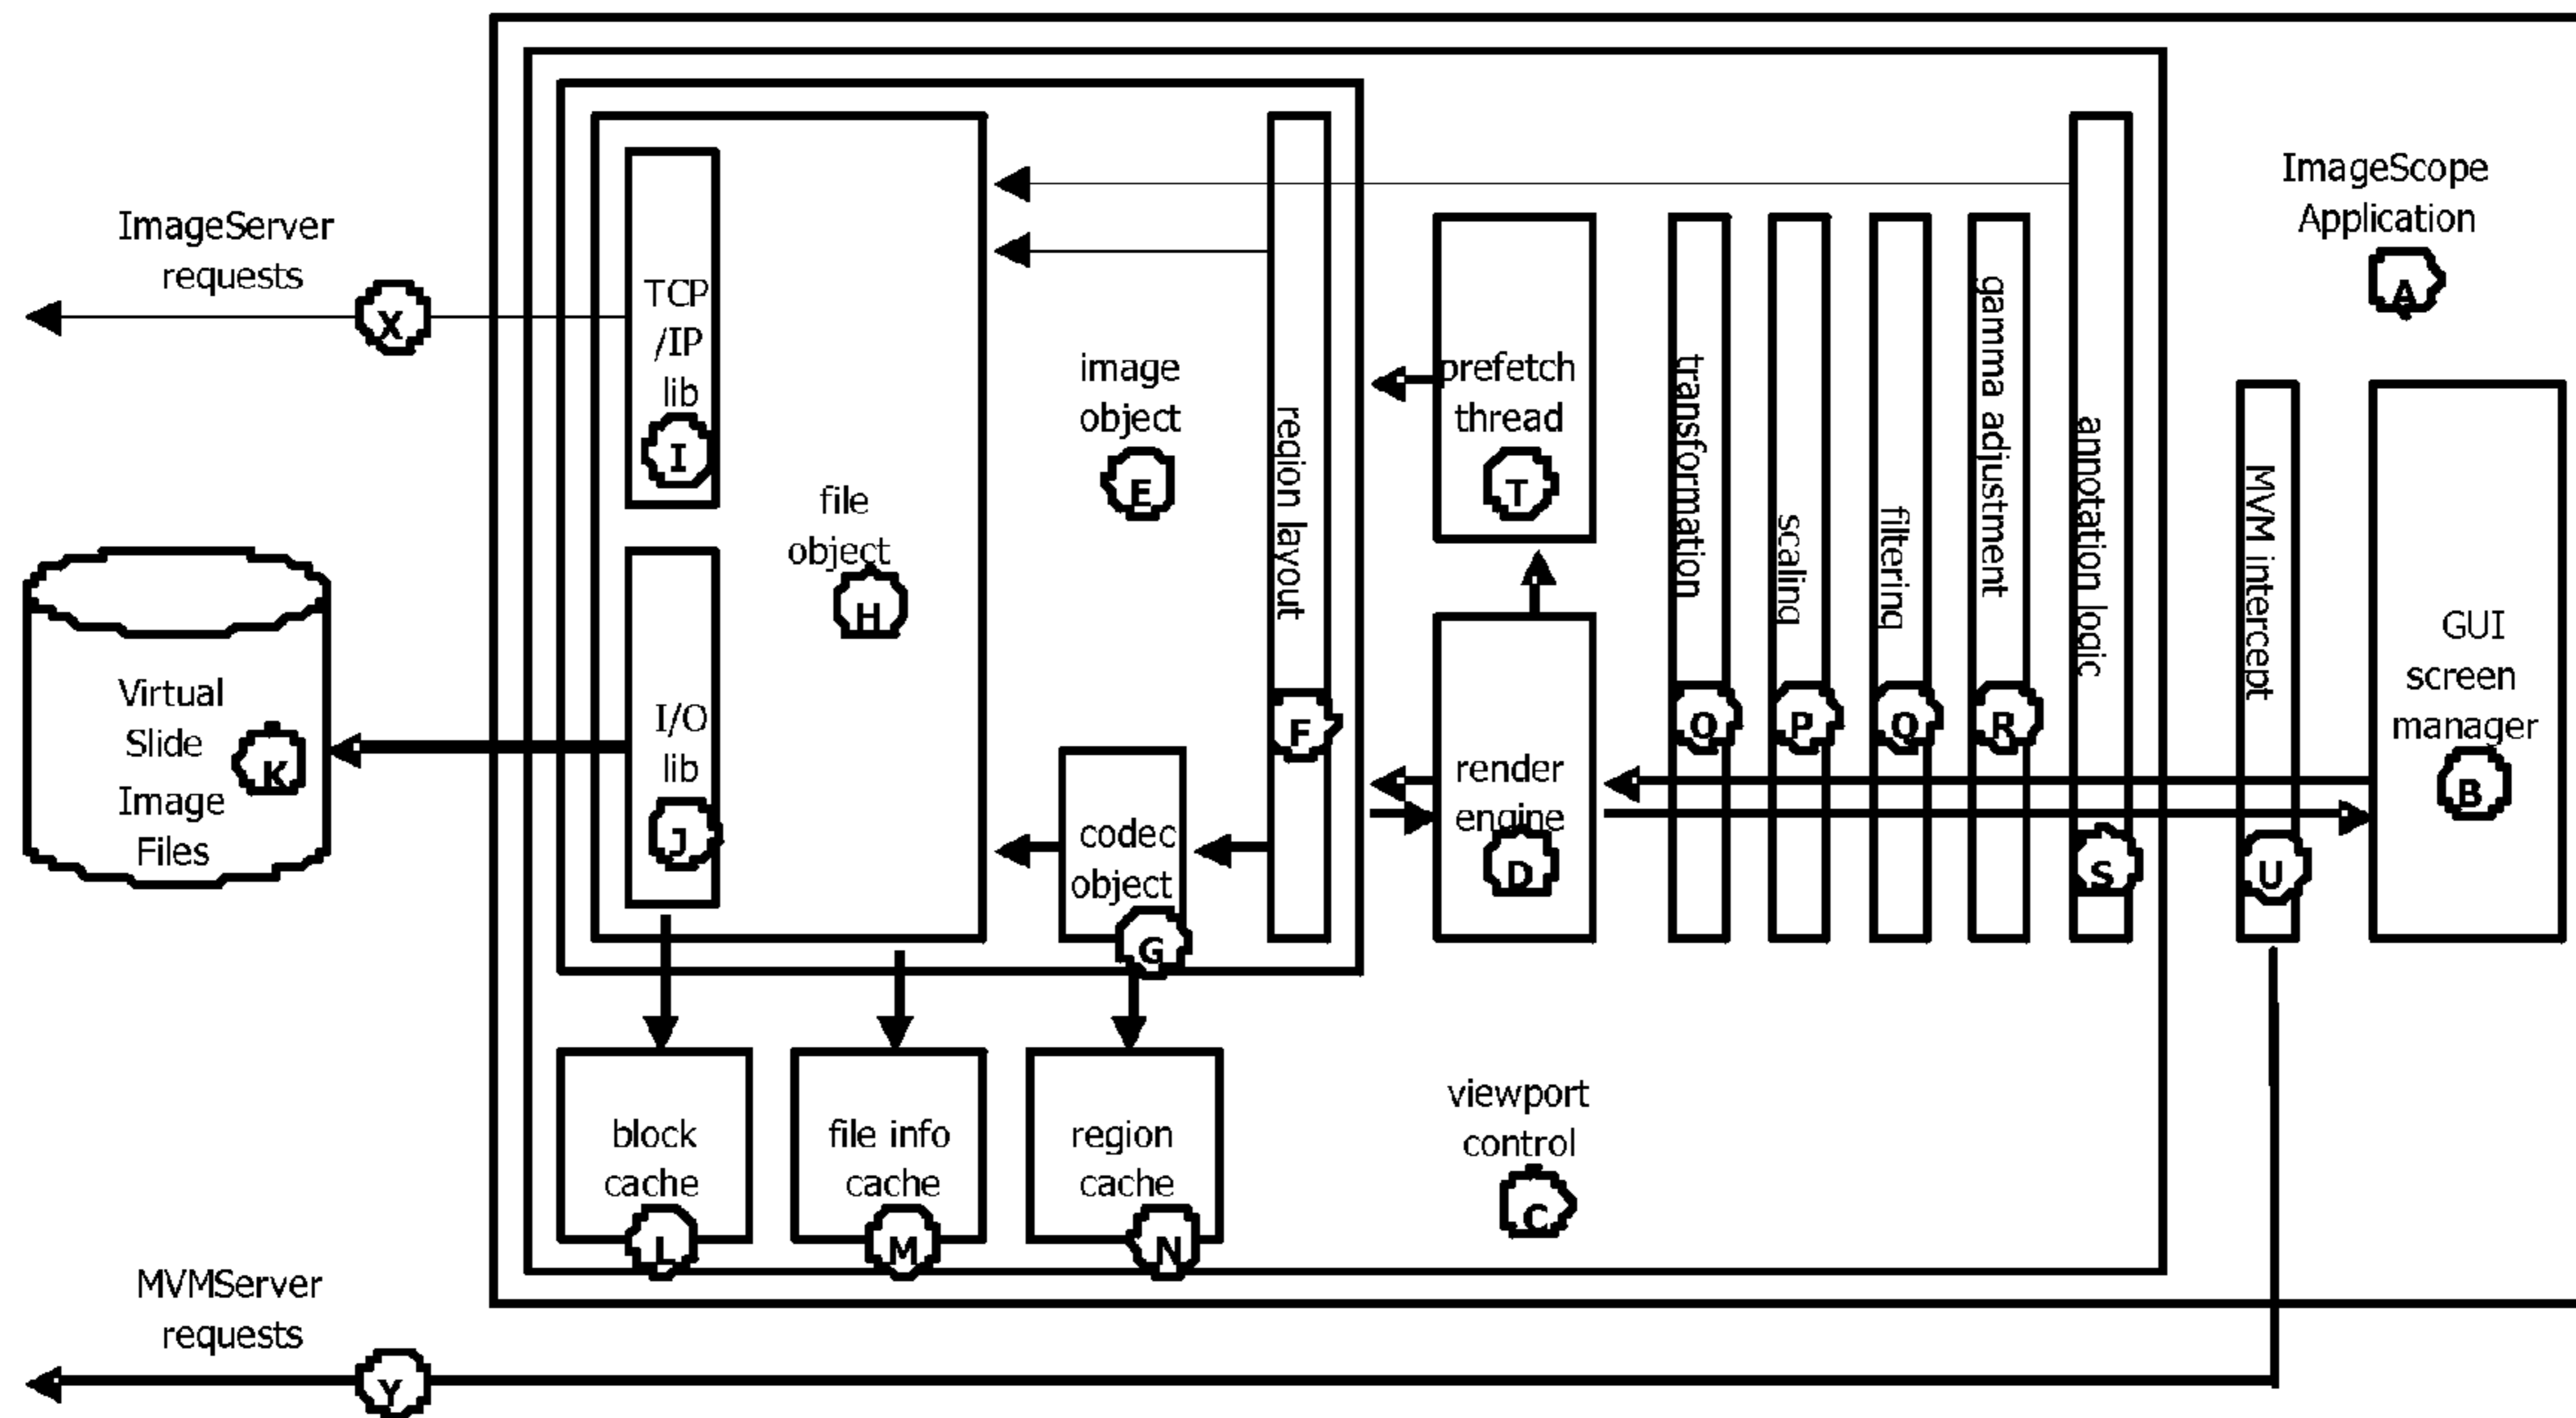 ImageServer
requests
X
Virtual
Slide
K
Image
Files
MVMServer
requests
Y
TCP
/IP
lib
I
I/O
lib
J
file
object
H
image
object
E
codec
object
G
region layout
F
block
cache
L
file info
cache
M
region
cache
N
prefetch
thread
T
render
engine
D
viewport
control
C
transformation
O
scaling
P
filtering
Q
gamma adjustment
R
annotation logic
S
MVM intercept
U
ImageScope
Application
A
GUI
screen
manager
B